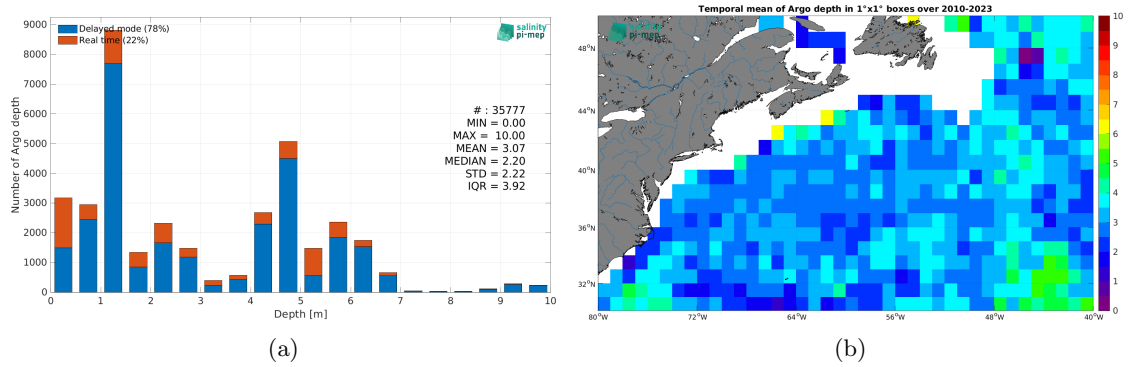 9000
8000
7000
6000
5000
4000
3000
2000
1000
0
Number of Argo depth
Delayed mode (78%)
Real time (22%)
salinity
pi-mep
# : 35777
MIN = 0.00
MAX = 10.00
MEAN = 3.07
MEDIAN = 2.20
STD = 2.22
IQR = 3.92
0 1 2 3 4 5 6 7 8 9 10
Depth [m]
(a)
Temporal mean of Argo depth in 1°x1° boxes over 2010-2023
salinity
pi-mep
48°N
44°N
40°N
36°N
32°N
80°W 72°W 64°W 56°W 48°W 40°W
10
9
8
7
6
5
4
3
2
1
0
(b)